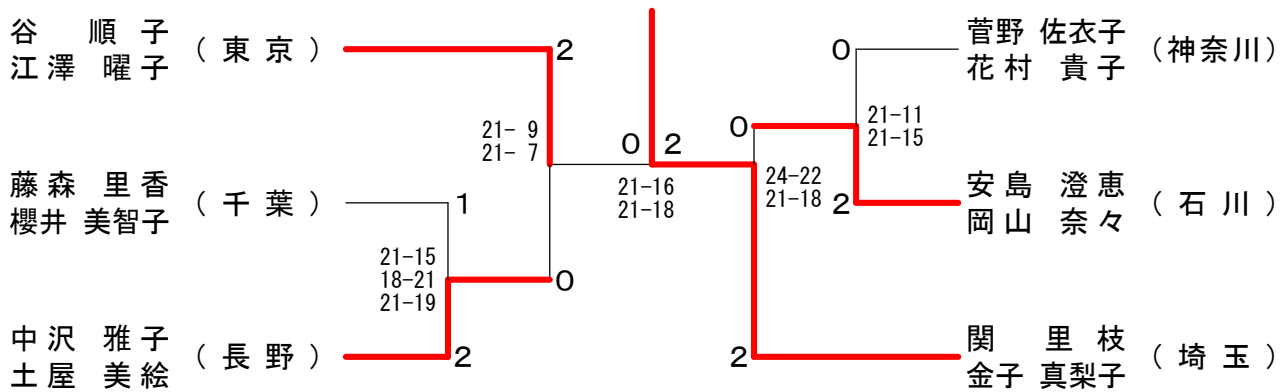 谷 順子
江澤 曜子
(東京)
2
21- 9
21- 7
藤森 里香
櫻井 美智子
(千葉)
1
21-15
18-21
21-19
0
中沢 雅子
土屋 美絵
(長野)
2
0 2
21-16
21-18
菅野 佐衣子
花村 貴子
(神奈川)
0
21-11
21-15
0
24-22
21-18
2
安島 澄恵
岡山 奈々
(石川)
関 里枝
金子 真梨子
(埼玉)
2